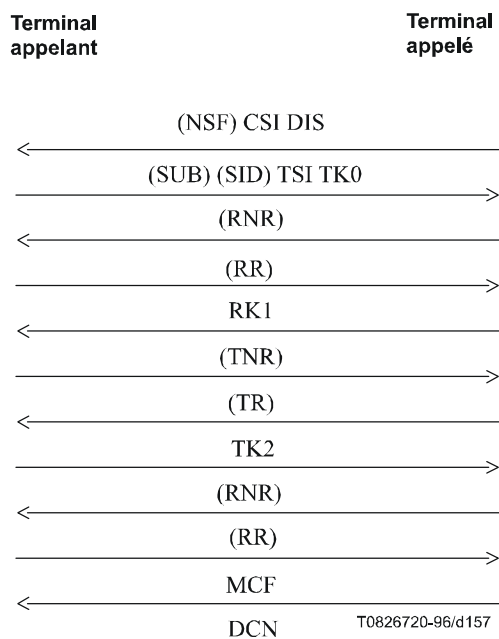 Terminal appelant
Terminal appelé
(NSF) CSI DIS
(SUB) (SID) TSI TK0
(RNR)
(RR)
RK1
(TNR)
(TR)
TK2
(RNR)
(RR)
MCF
DCN
T0826720-96/d157